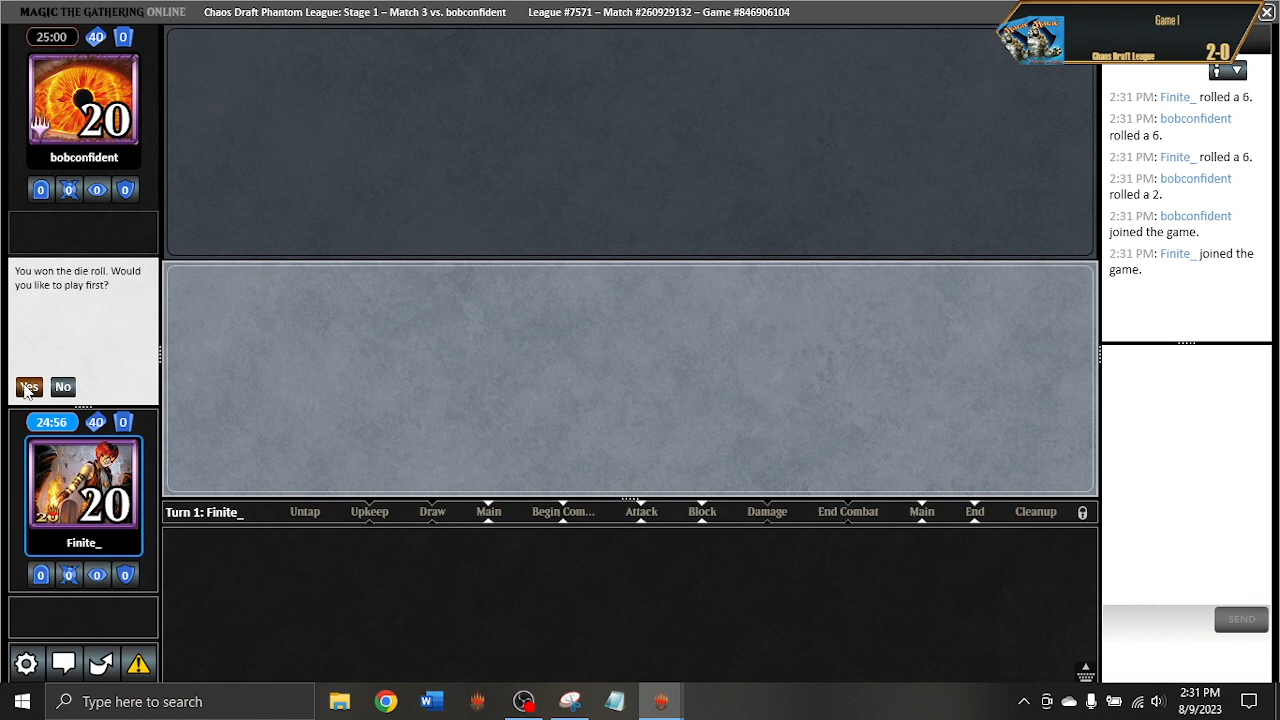 MAGIC THE GATHERING ONLINE Chaos Draft Phantom League: Stage 1 – Match 3 vs. bobconfident League #7571 – Match #260929132 – Game #846906104
Game 1
Chaos Draft League 2-0
25:00 40 0
20
bobconfident
0 0 0 0
You won the die roll. Would
you like to play first?
Yes No
24:56 40 0
20
Finite_
0 0 0 0
Turn 1: Finite_ Untap Upkeep Draw Main Begin Com... Attack Block Damage End Combat Main End Cleanup
2:31 PM: Finite_ rolled a 6.
2:31 PM: bobconfident
rolled a 6.
2:31 PM: Finite_ rolled a 6.
2:31 PM: bobconfident
rolled a 2.
2:31 PM: bobconfident
joined the game.
2:31 PM: Finite_ joined the
game.
SEND
Type here to search
2:31 PM
8/9/2023